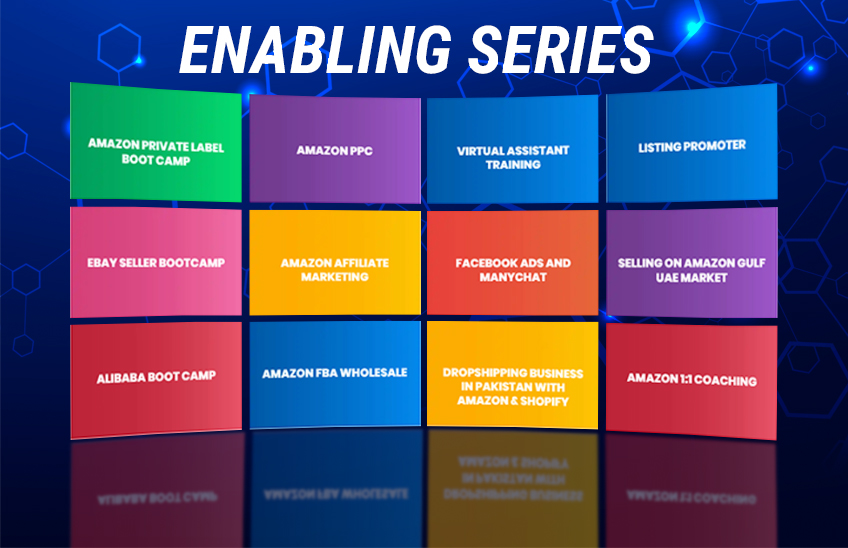 ENABLING SERIES
AMAZON PRIVATE LABEL
BOOT CAMP
AMAZON PPC
VIRTUAL ASSISTANT
TRAINING
LISTING PROMOTER
EBAY SELLER BOOTCAMP
AMAZON AFFILIATE
MARKETING
FACEBOOK ADS AND
MANYCHAT
SELLING ON AMAZON GULF
UAE MARKET
ALIBABA BOOT CAMP
AMAZON FBA WHOLESALE
DROPSHIPPING BUSINESS
IN PAKISTAN WITH
AMAZON & SHOPIFY
AMAZON 1:1 COACHING